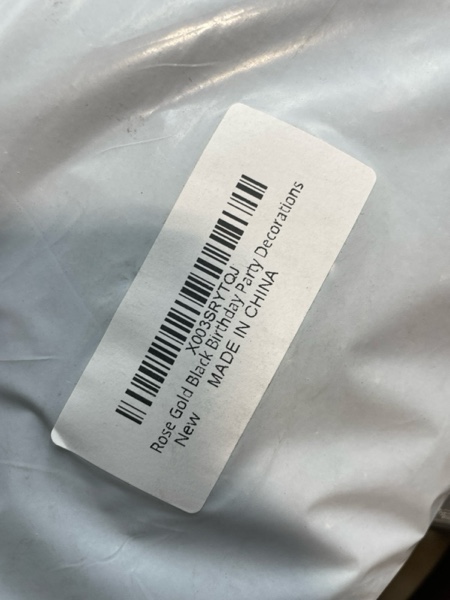 X003SRYTQJ
Rose Gold Black Birthday Party Decorations
New MADE IN CHINA